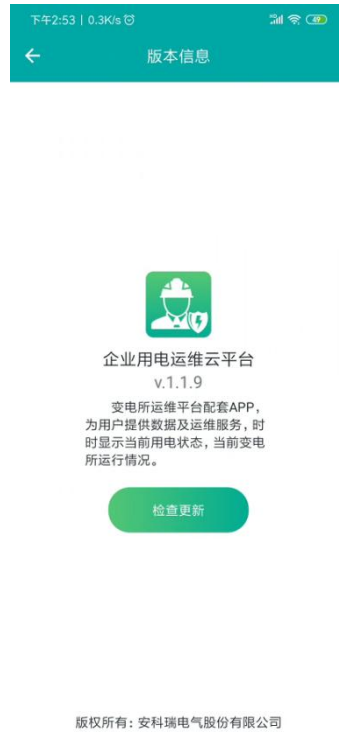 下午2:53 | 0.3K/s
49
版本信息
企业用电运维云平台
v.1.1.9
变电所运维平台配套APP，
为用户提供数据及运维服务，时
时显示当前用电状态，当前变电
所运行情况。
检查更新
版权所有：安科瑞电气股份有限公司